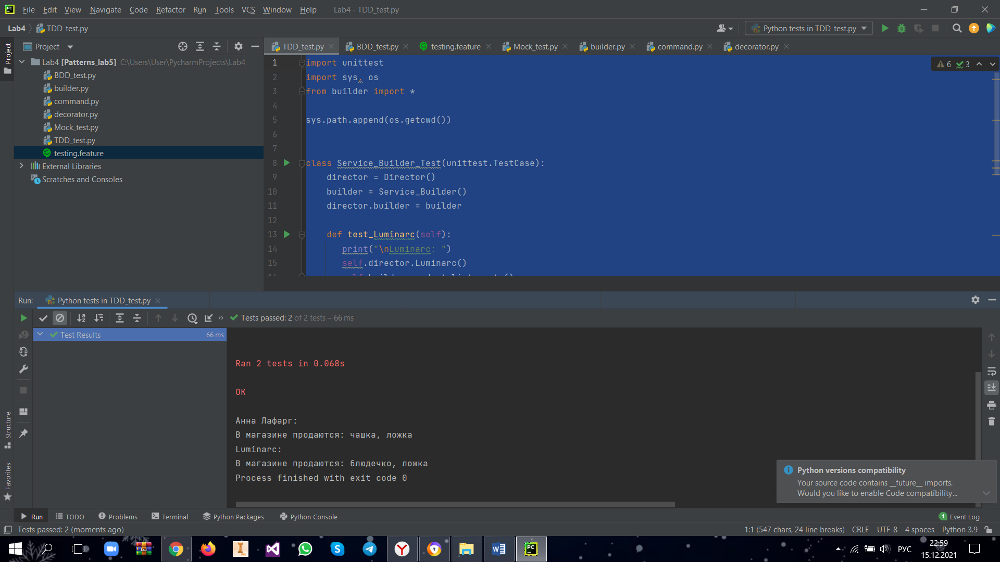 File Edit View Navigate Code Refactor Run Tools VCS Window Help Lab4 - TDD_test.py
Lab4 TDD_test.py
Python tests in TDD_test.py
Project
Project
TDD_test.py BDD_test.py testing.feature Mock_test.py builder.py command.py decorator.py
Lab4 [Patterns_lab5] C:\Users\User\PycharmProjects\Lab4
BDD_test.py
builder.py
command.py
decorator.py
Mock_test.py
TDD_test.py
testing.feature
External Libraries
Scratches and Consoles
6 3
1 import unittest
2 import sys, os
3 from builder import *
4
5 sys.path.append(os.getcwd())
6
7
8 class Service_Builder_Test(unittest.TestCase):
9 director = Director()
10 builder = Service_Builder()
11 director.builder = builder
12
13 def test_Luminarc(self):
14 print("\nLuminarc: ")
15 self.director.Luminarc()
Run: Python tests in TDD_test.py
Tests passed: 2 of 2 tests – 66 ms
Test Results 66 ms
Ran 2 tests in 0.068s
OK
Анна Лафарг:
В магазине продаются: чашка, ложка
Luminarc:
В магазине продаются: блюдечко, ложка
Process finished with exit code 0
Structure
Favorites
Python versions compatibility
Your source code contains __future__ imports.
Would you like to enable Code compatibility...
Run TODO Problems Terminal Python Packages Python Console 1 Event Log
Tests passed: 2 (moments ago)
1:1 (547 chars, 24 line breaks) CRLF UTF-8 4 spaces Python 3.9
РУС
22:59
15.12.2021